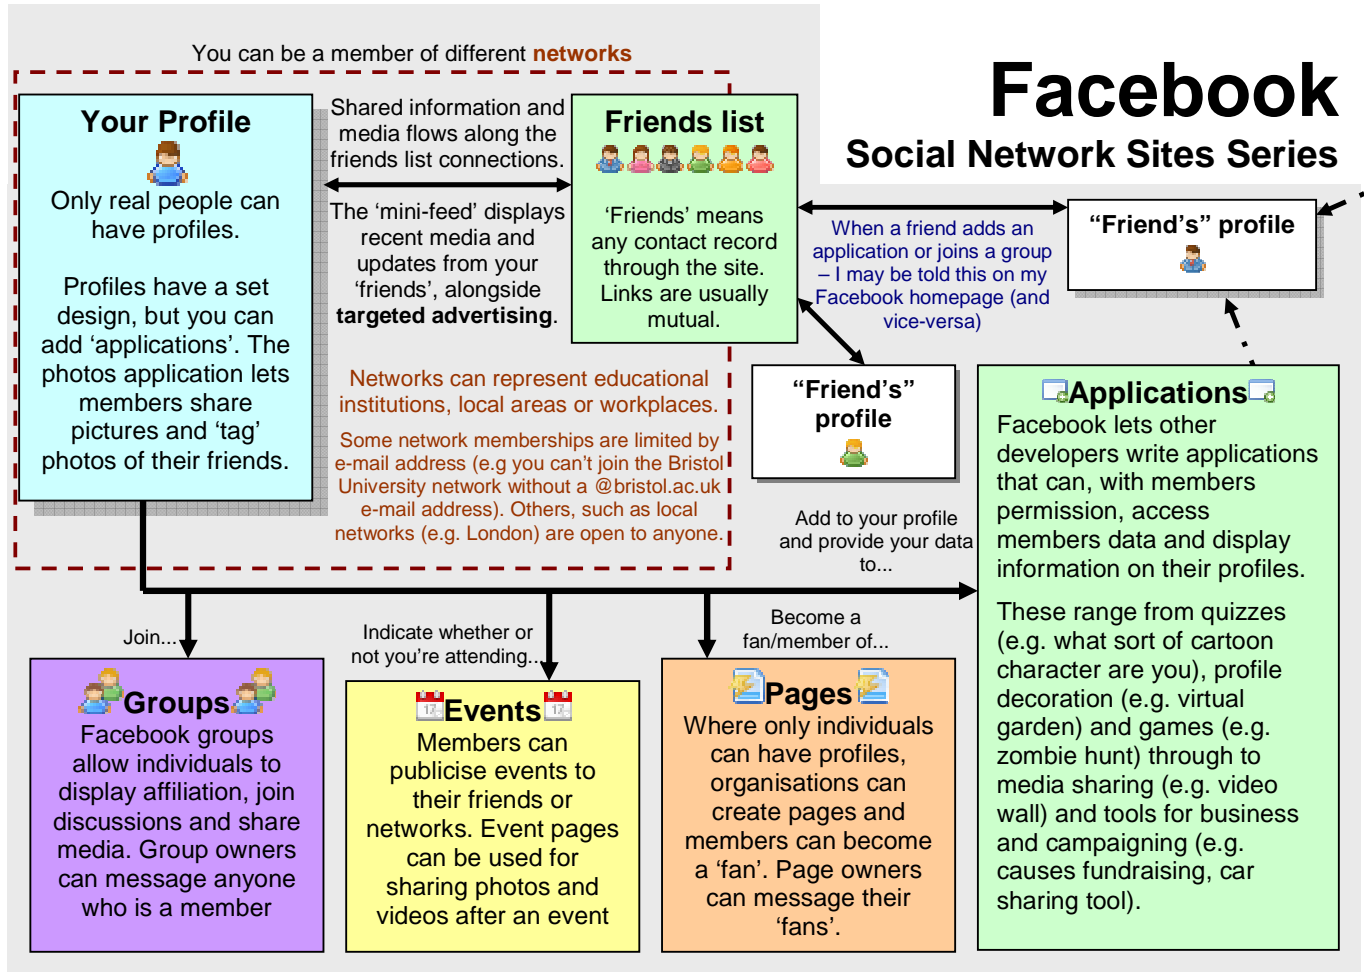 You can be a member of different networks
Facebook
Social Network Sites Series
Your Profile
Only real people can
have profiles.
Profiles have a set
design, but you can
add ‘applications’. The
photos application lets
members share
pictures and ‘tag’
photos of their friends.
Shared information and
media flows along the
friends list connections.
The ‘mini-feed’ displays
recent media and
updates from your
‘friends’, alongside
targeted advertising.
Friends list
‘Friends’ means
any contact record
through the site.
Links are usually
mutual.
When a friend adds an
application or joins a group
– I may be told this on my
Facebook homepage (and
vice-versa)
“Friend's” profile
“Friend's”
profile
Networks can represent educational
institutions, local areas or workplaces.
Some network memberships are limited by
e-mail address (e.g you can’t join the Bristol
University network without a @bristol.ac.uk
e-mail address). Others, such as local
networks (e.g. London) are open to anyone.
Add to your profile
and provide your data
to...
Applications
Facebook lets other
developers write applications
that can, with members
permission, access
members data and display
information on their profiles.
These range from quizzes
(e.g. what sort of cartoon
character are you), profile
decoration (e.g. virtual
garden) and games (e.g.
zombie hunt) through to
media sharing (e.g. video
wall) and tools for business
and campaigning (e.g.
causes fundraising, car
sharing tool).
Join...
Indicate whether or
not you’re attending...
Become a
fan/member of...
Groups
Facebook groups
allow individuals to
display affiliation, join
discussions and share
media. Group owners
can message anyone
who is a member
17 Events 17
Members can
publicise events to
their friends or
networks. Event pages
can be used for
sharing photos and
videos after an event
Pages
Where only individuals
can have profiles,
organisations can
create pages and
members can become
a ‘fan’. Page owners
can message their
‘fans’.